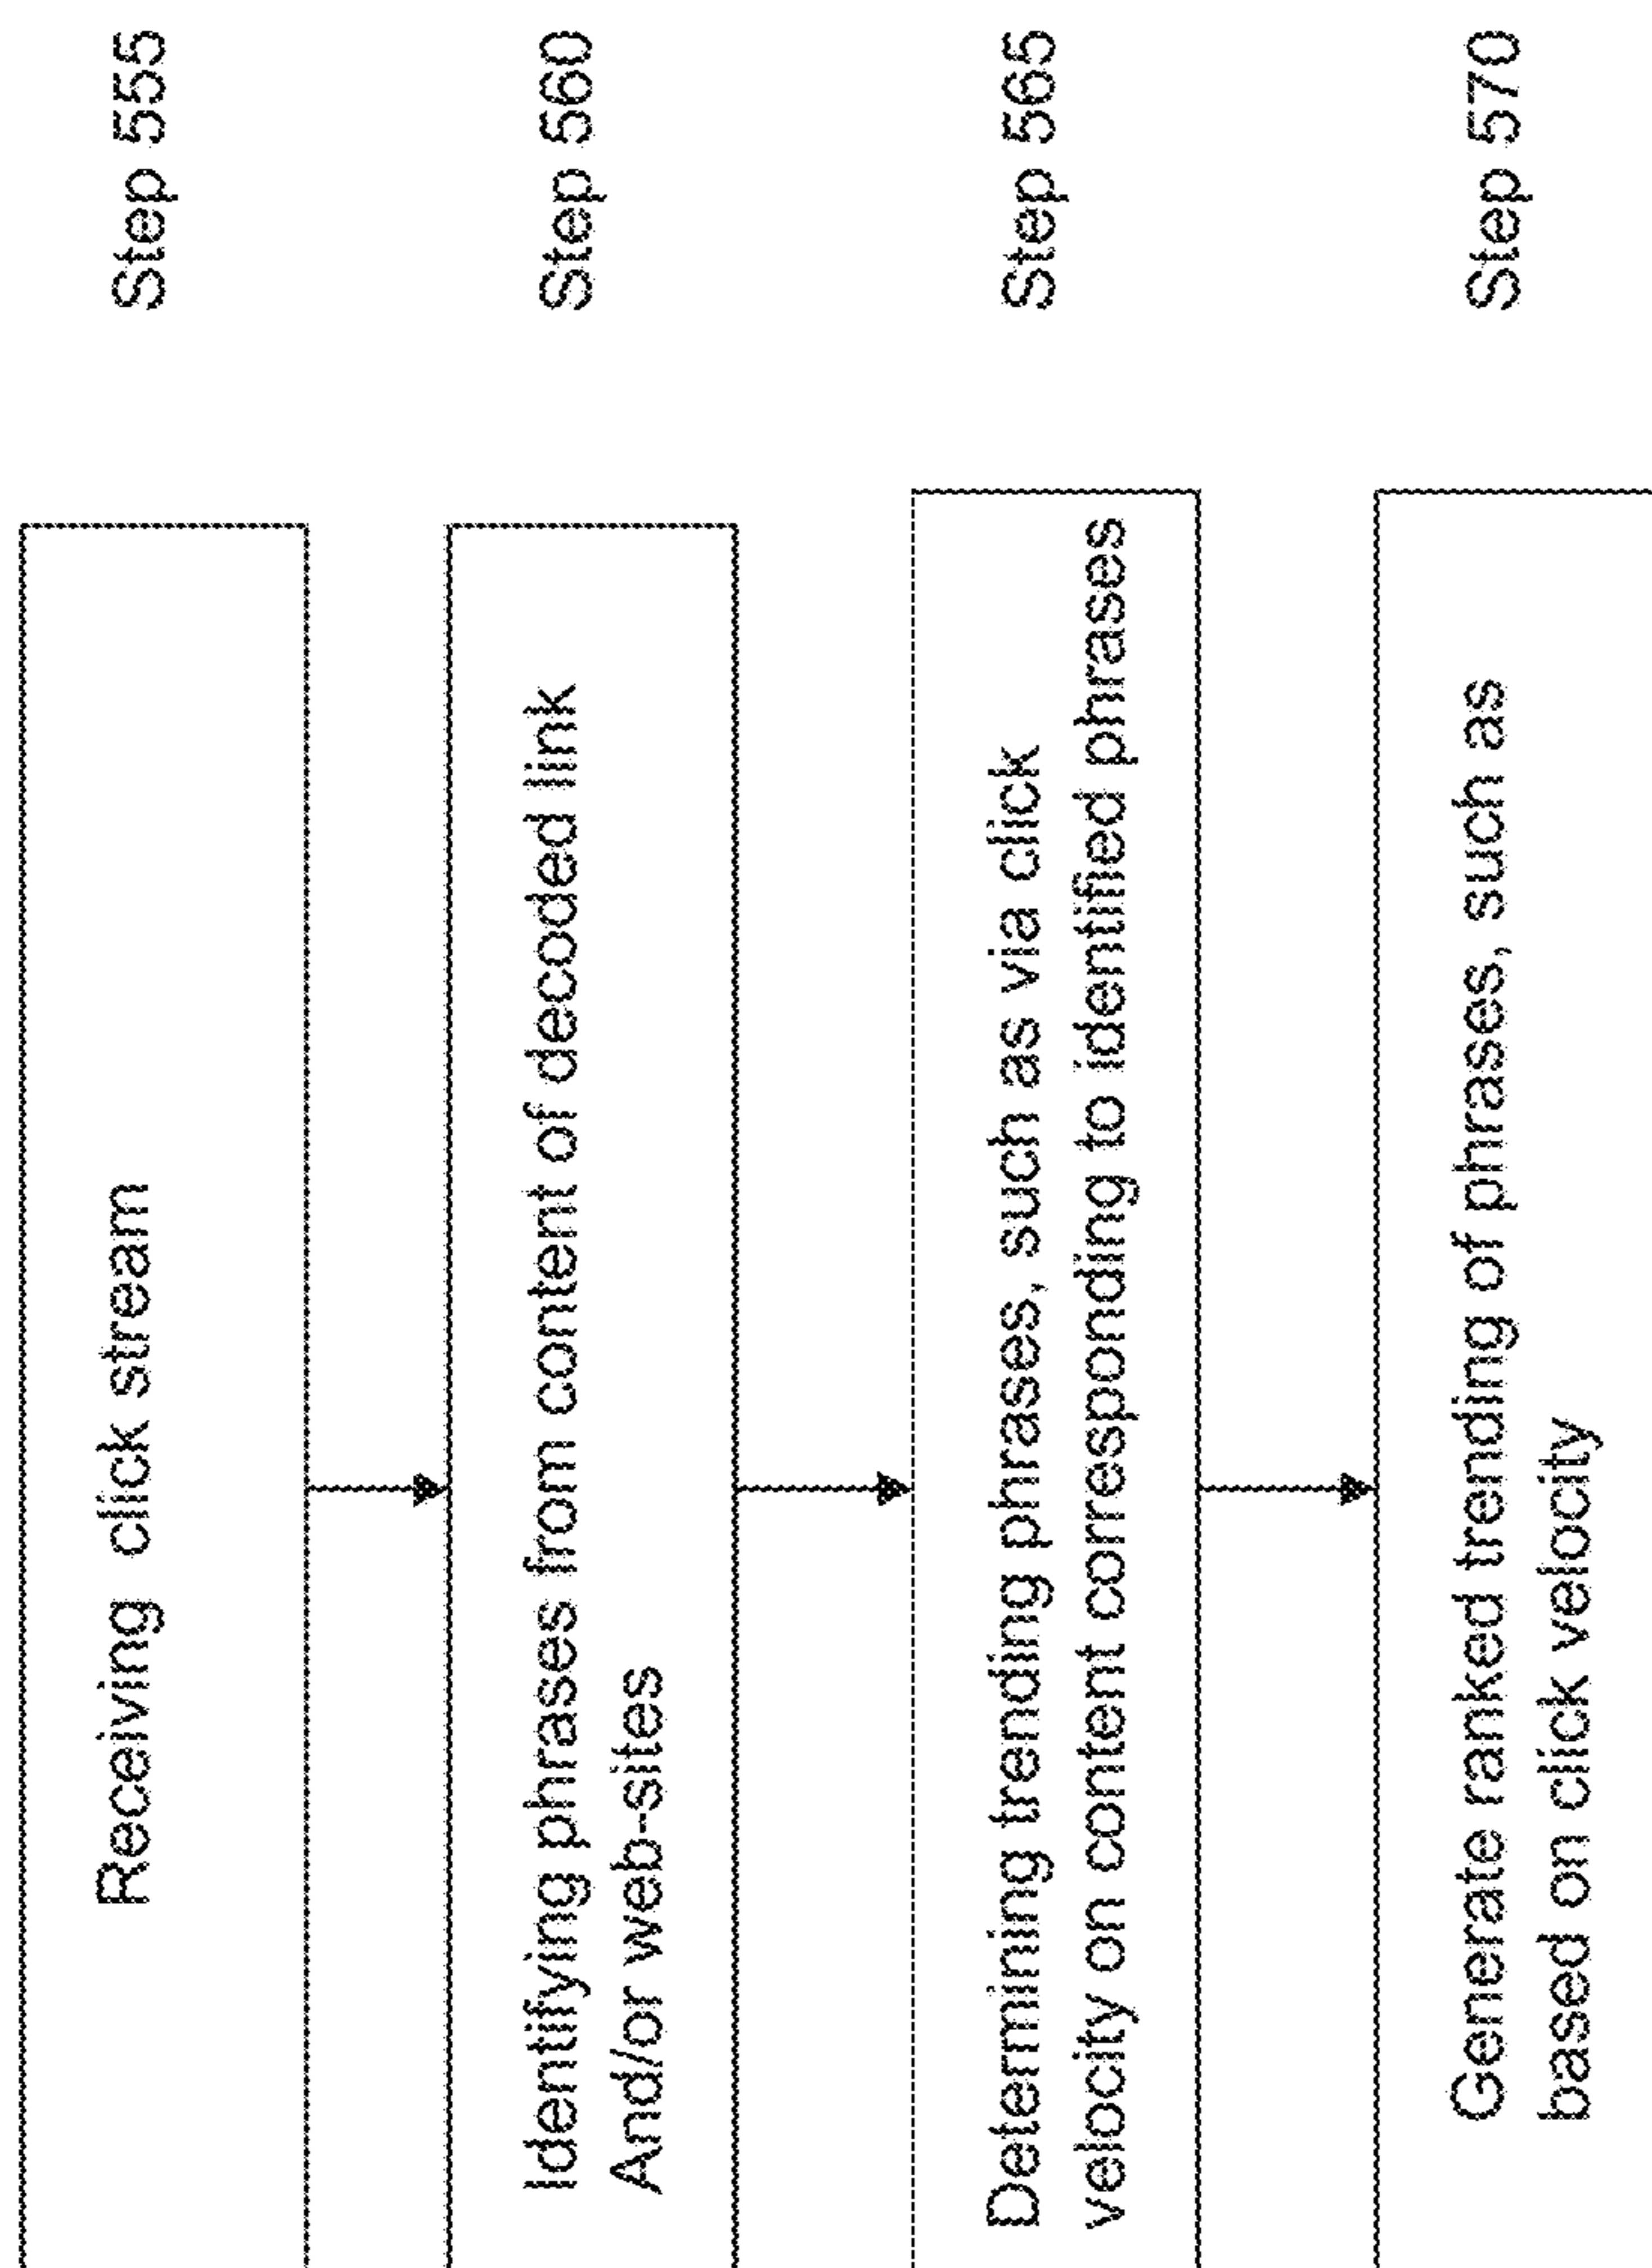 Receiving click stream
Step 555
Identifying phrases from content of decoded link
And/or web-sites
Step 560
Determining trending phrases, such as via click
velocity on content corresponding to identified phrases
Step 565
Generate ranked trending of phrases, such as
based on click velocity
Step 570